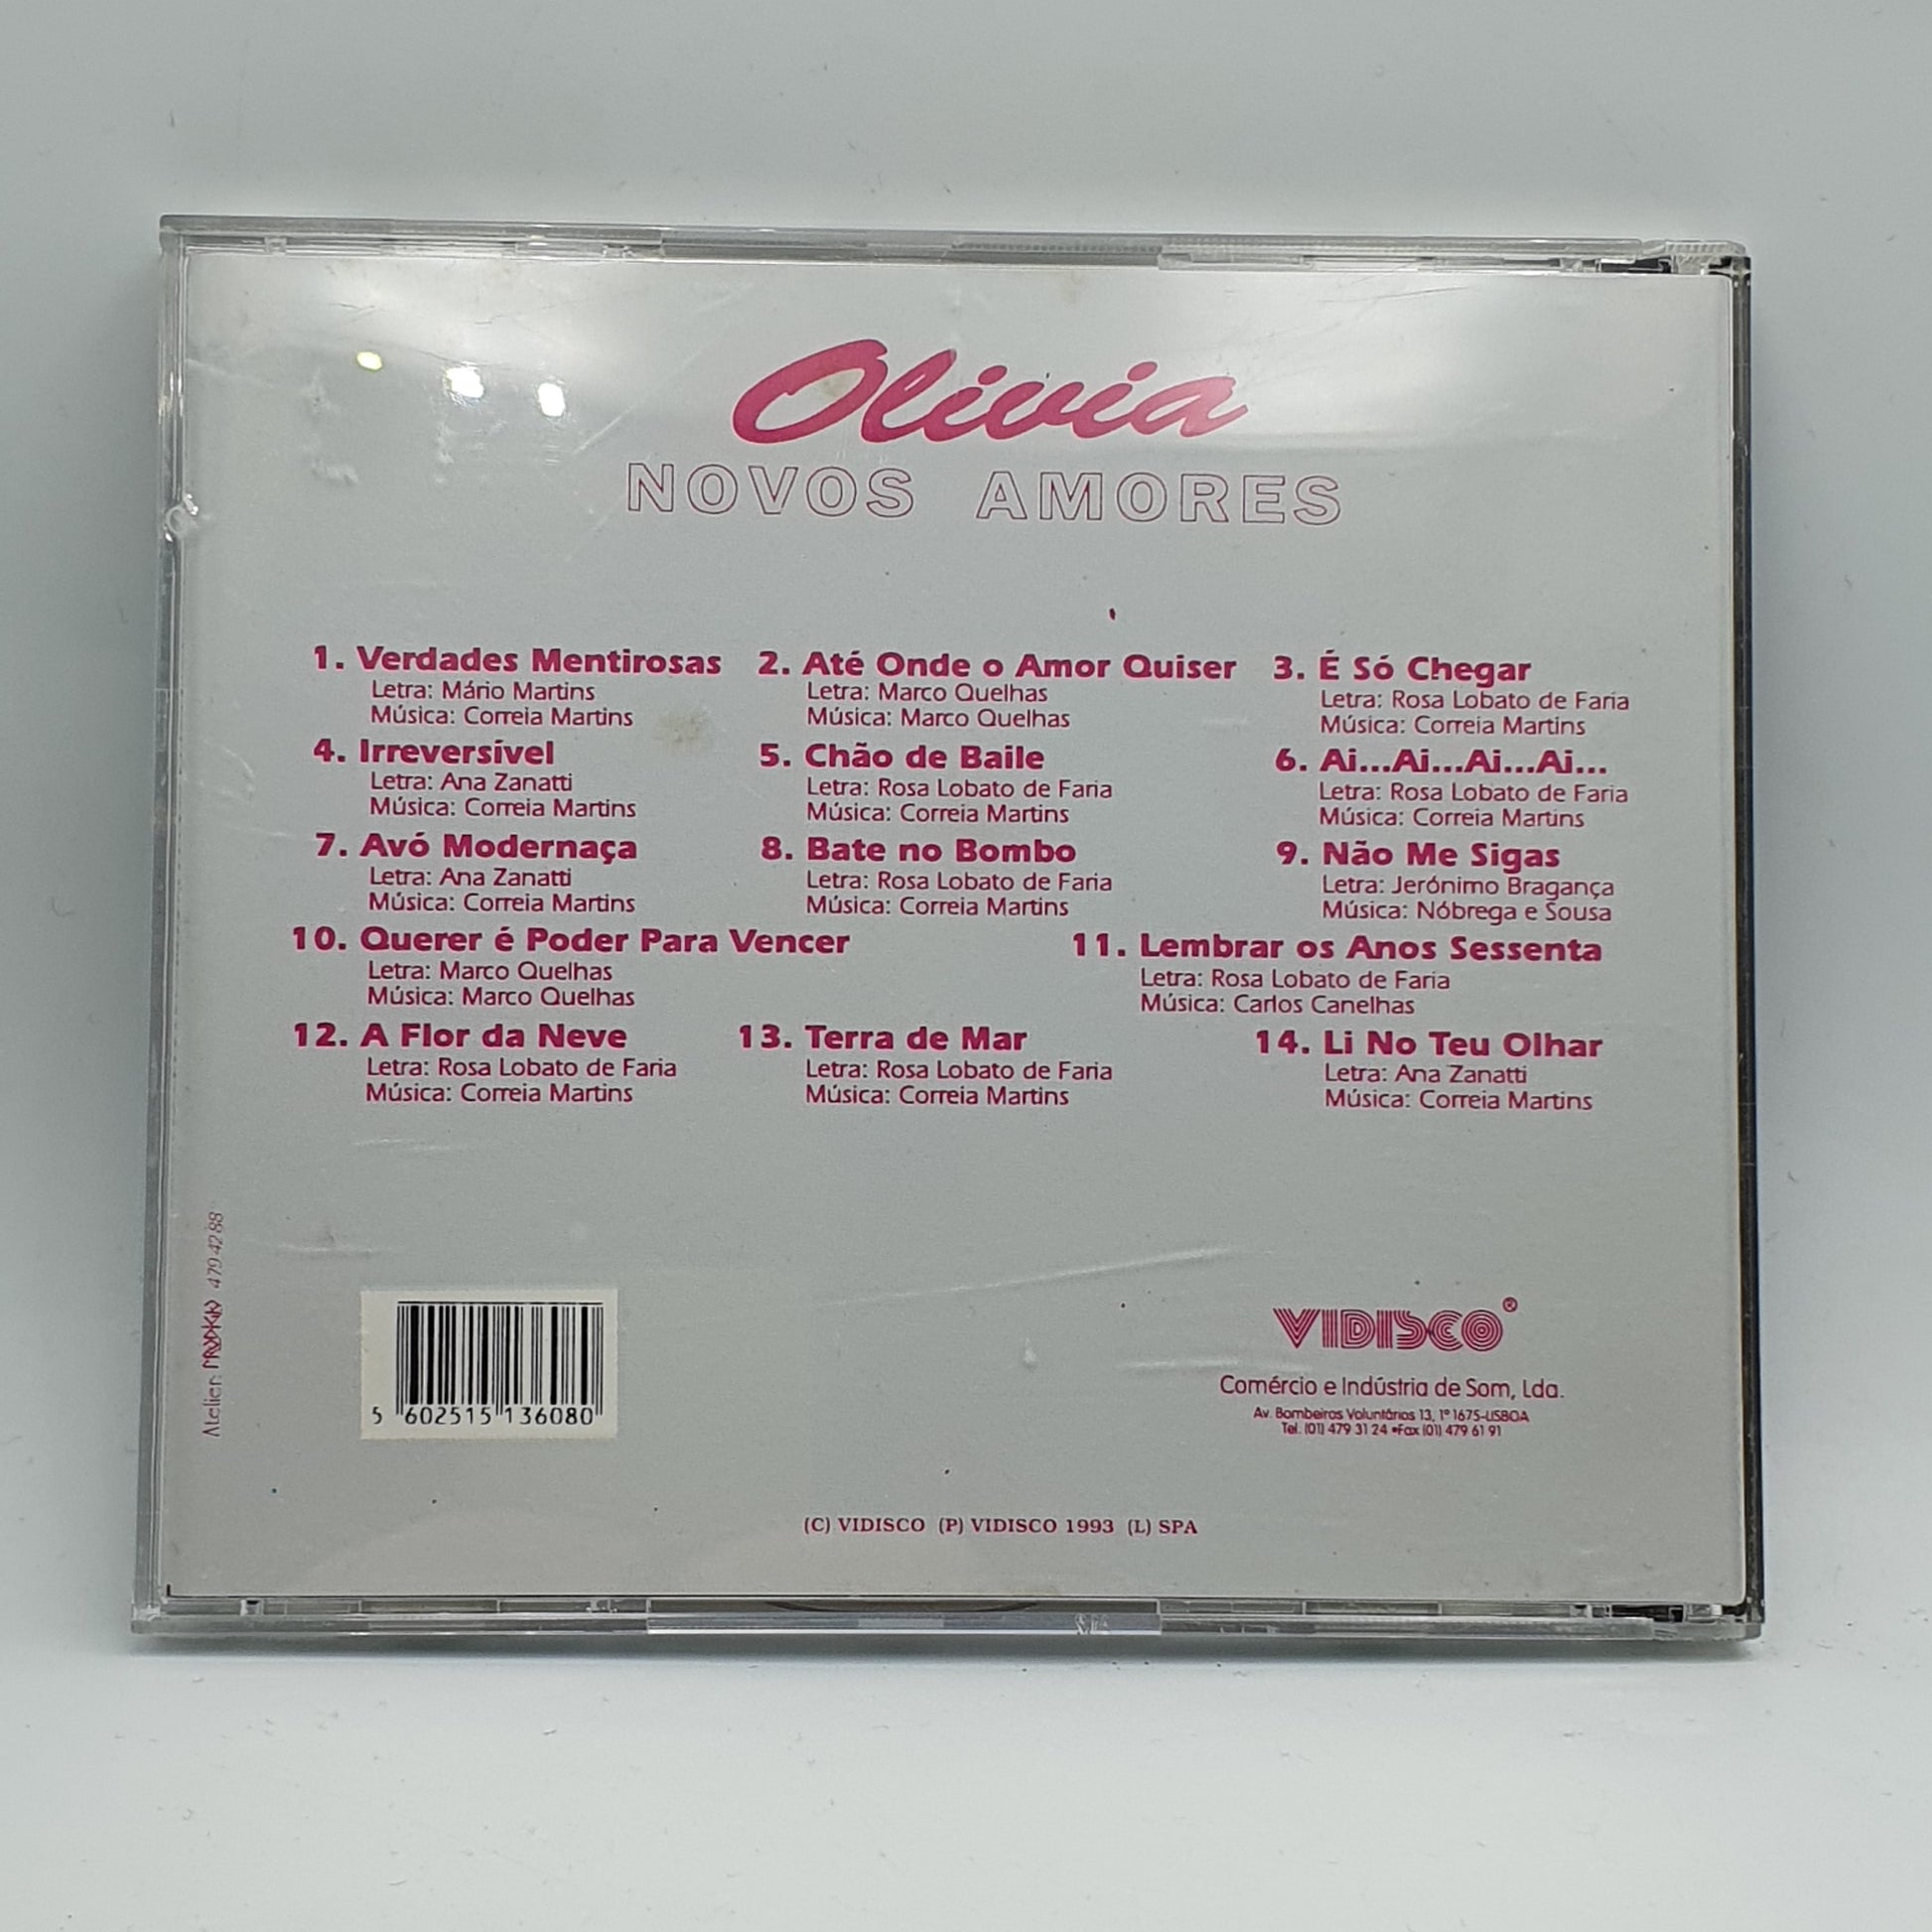 Olivia
NOVOS AMORES
1. Verdades Mentirosas
Letra: Mário Martins
Música: Correia Martins
2. Até Onde o Amor Quiser
Letra: Marco Quelhas
Música: Marco Quelhas
3. É Só Chegar
Letra: Rosa Lobato de Faria
Música: Correia Martins
4. Irreversível
Letra: Ana Zanatti
Música: Correia Martins
5. Chão de Baile
Letra: Rosa Lobato de Faria
Música: Correia Martins
6. Ai...Ai...Ai...Ai...
Letra: Rosa Lobato de Faria
Música: Correia Martins
7. Avó Modernaça
Letra: Ana Zanatti
Música: Correia Martins
8. Bate no Bombo
Letra: Rosa Lobato de Faria
Música: Correia Martins
9. Não Me Sigas
Letra: Jerónimo Bragança
Música: Nóbrega e Sousa
10. Querer é Poder Para Vencer
Letra: Marco Quelhas
Música: Marco Quelhas
11. Lembrar os Anos Sessenta
Letra: Rosa Lobato de Faria
Música: Carlos Canelhas
12. A Flor da Neve
Letra: Rosa Lobato de Faria
Música: Correia Martins
13. Terra de Mar
Letra: Rosa Lobato de Faria
Música: Correia Martins
14. Li No Teu Olhar
Letra: Ana Zanatti
Música: Correia Martins
Atelier 479 42 88
5 602515 136080
VIDISCO®
Comércio e Indústria de Som, Lda.
Av. Bombeiros Voluntários 13, 1º 1675-LISBOA
Tel. (01) 479 31 24 •Fax (01) 479 61 91
(C) VIDISCO (P) VIDISCO 1993 (L) SPA